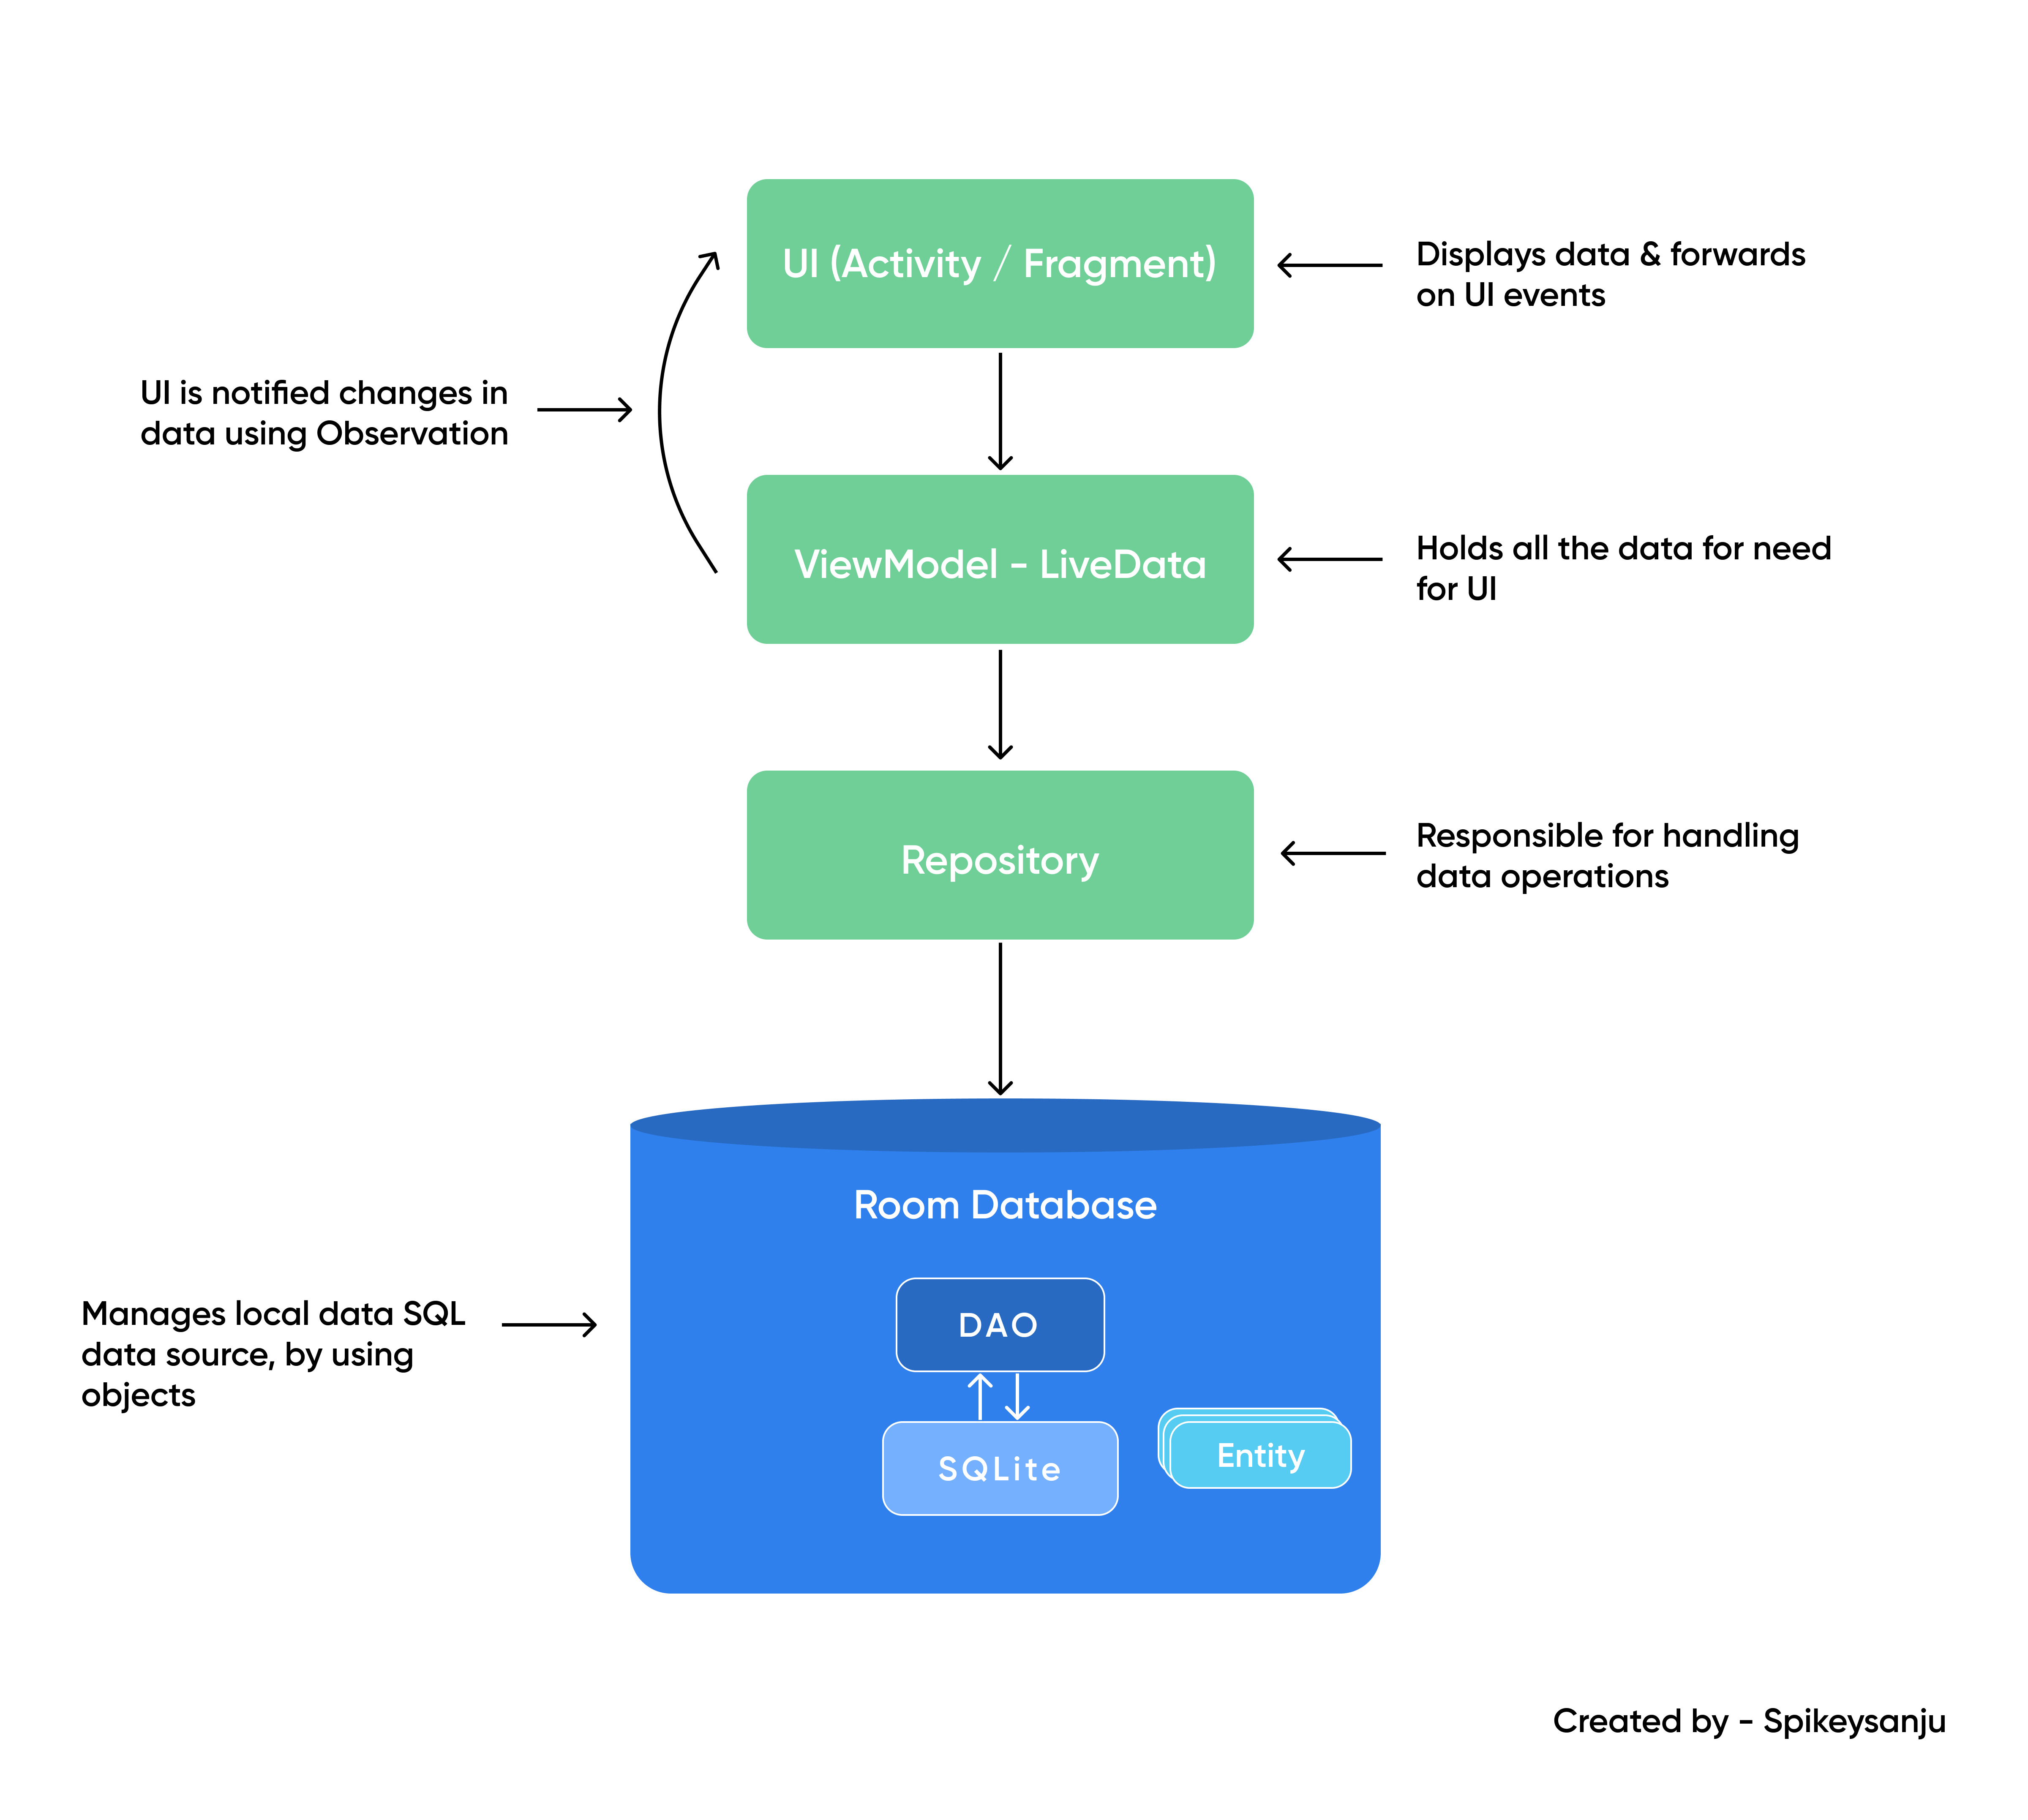 UI (Activity / Fragment)
Displays data & forwards
on UI events
UI is notified changes in
data using Observation
ViewModel - LiveData
Holds all the data for need
for UI
Repository
Responsible for handling
data operations
Room Database
DAO
SQLite
Entity
Manages local data SQL
data source, by using
objects
Created by - Spikeysanju